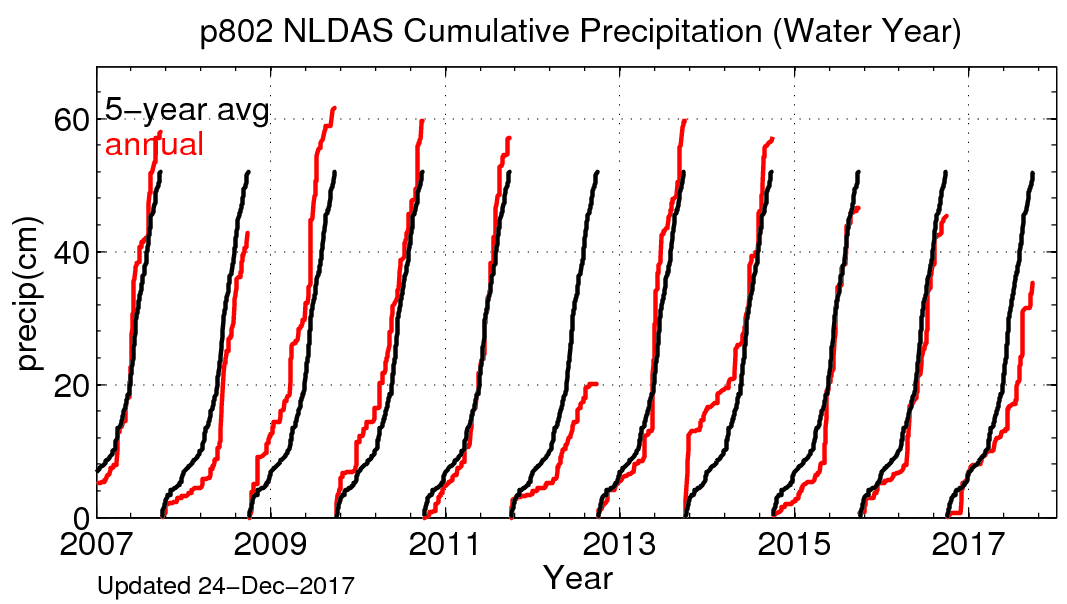 p802 NLDAS Cumulative Precipitation (Water Year)
5−year avg
annual
60
40
20
0
precip(cm)
2007 2009 2011 2013 2015 2017
Year
Updated 24−Dec−2017